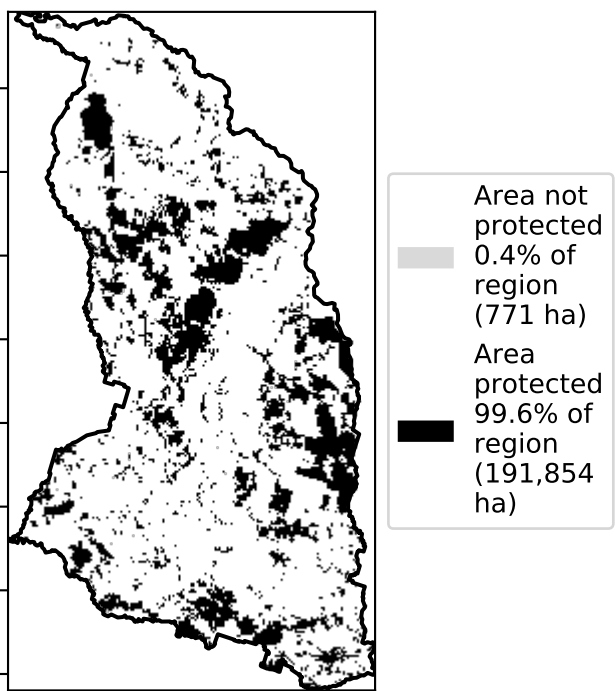 Area not
protected
0.4% of
region
(771 ha)
Area
protected
99.6% of
region
(191,854
ha)